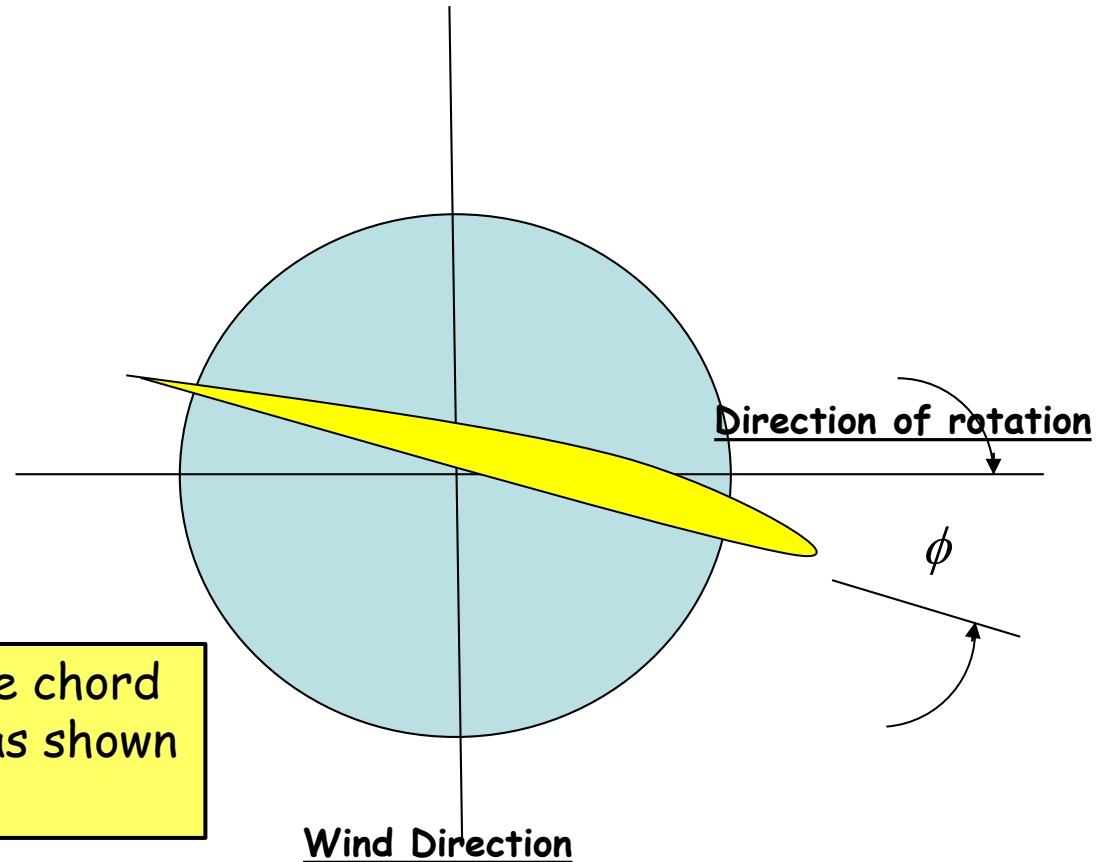 Direction of rotation
ϕ
e chord
as shown
Wind Direction